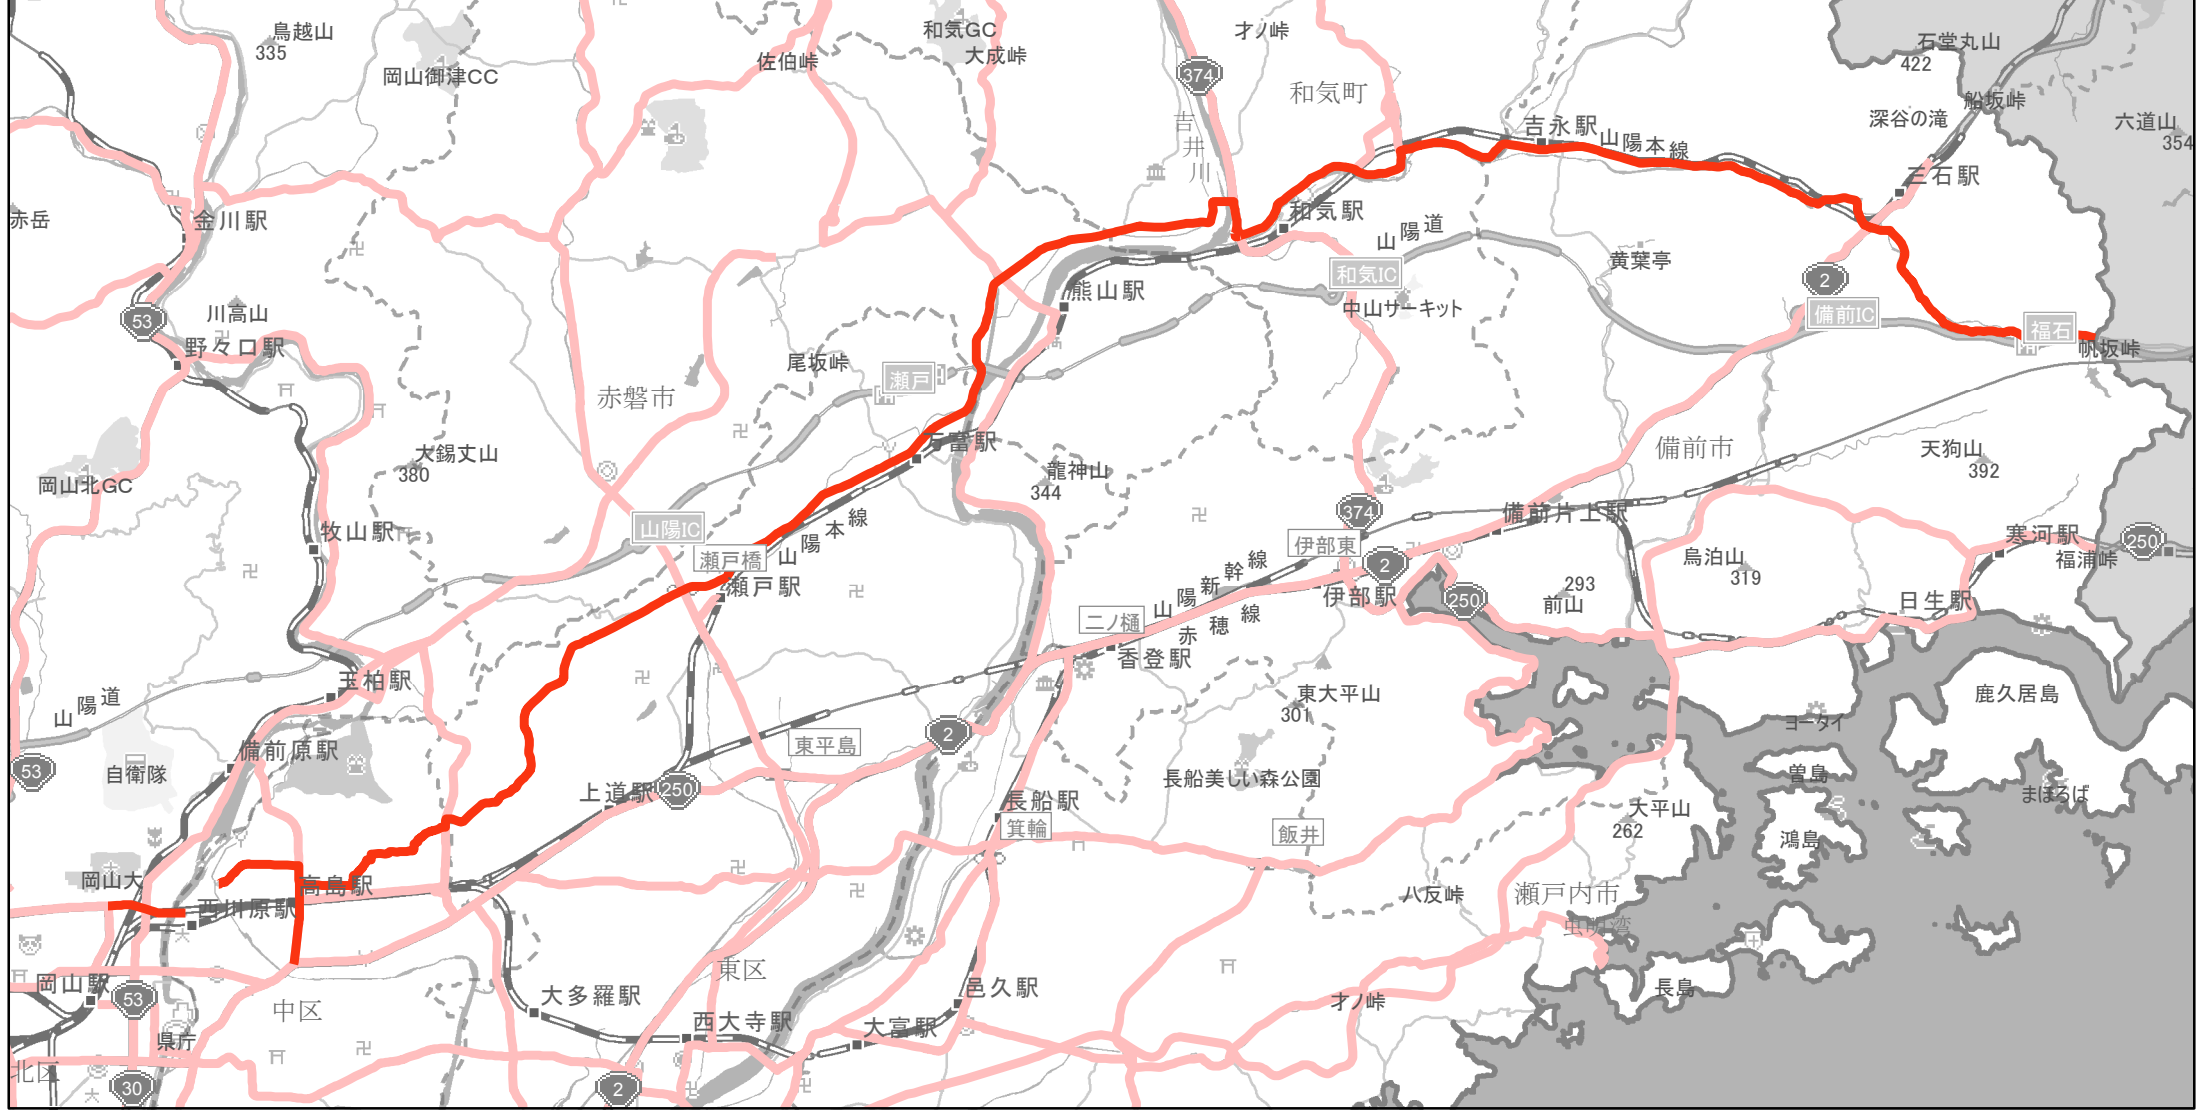 鳥越山
335
岡山御津CC
佐伯峠
和気GC
大成峠
才ノ峠
374
和気町
石堂丸山
422
船坂峠
深谷の滝
六道山
354
吉井川
吉永駅
山陽本線
三石駅
赤岳
金川駅
和気駅
山陽道
和気IC
黄葉亭
2
備前IC
福石
帆坂峠
中山サーキット
熊山駅
川高山
53
野々口駅
尾坂峠
瀬戸
赤磐市
万富駅
大錫丈山
380
岡山北GC
龍神山
344
備前市
天狗山
392
牧山駅
山陽IC
瀬戸橋
山陽本線
瀬戸駅
374
伊部東
2
伊部駅
備前片上駅
250
293
前山
烏泊山
319
寒河駅
250
福浦峠
日生駅
山陽新幹線
赤穂線
二ノ樋
香登駅
玉柏駅
山陽道
53
自衛隊
備前原駅
東平島
2
東大平山
301
長船美しい森公園
ヨータイ
鹿久居島
曽島
まほろば
鴻島
大平山
262
上道駅
250
長船駅
箕輪
飯井
岡山大
高島駅
西川原駅
八反峠
瀬戸内市
虫明湾
長島
岡山駅
53
中区
東区
大多羅駅
西大寺駅
大富駅
邑久駅
才ノ峠
県庁
北区
30
2